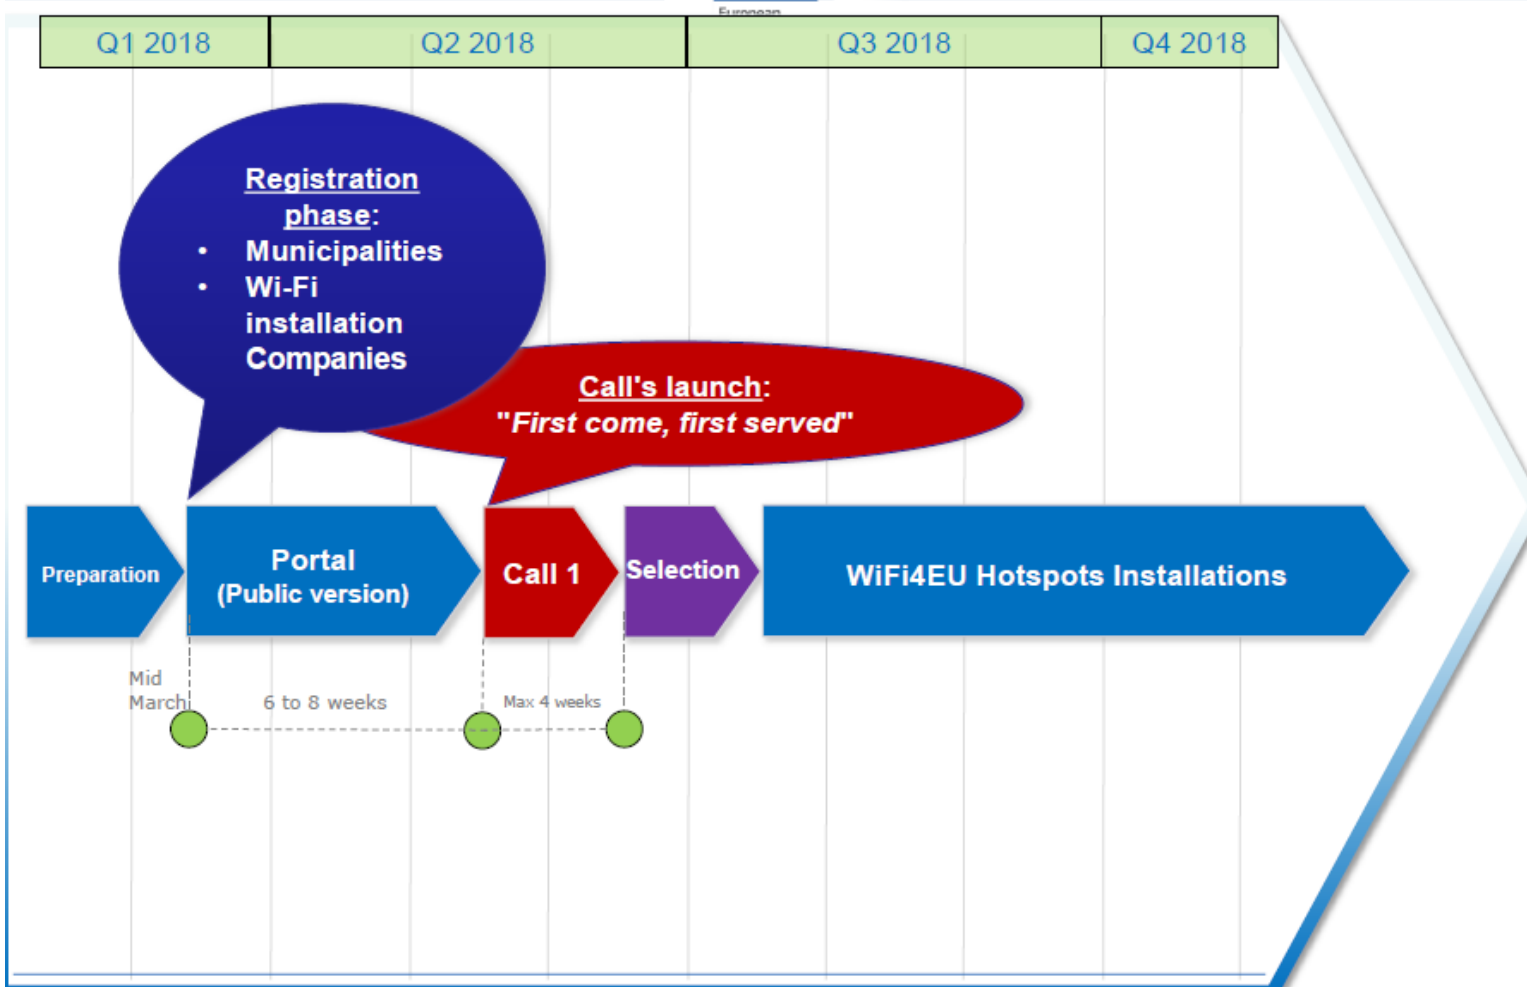 European
Q1 2018
Q2 2018
Q3 2018
Q4 2018
Registration
phase:
• Municipalities
• Wi-Fi
installation
Companies
Call's launch:
"First come, first served"
Preparation
Portal
(Public version)
Call 1
Selection
WiFi4EU Hotspots Installations
Mid
March
6 to 8 weeks
Max 4 weeks